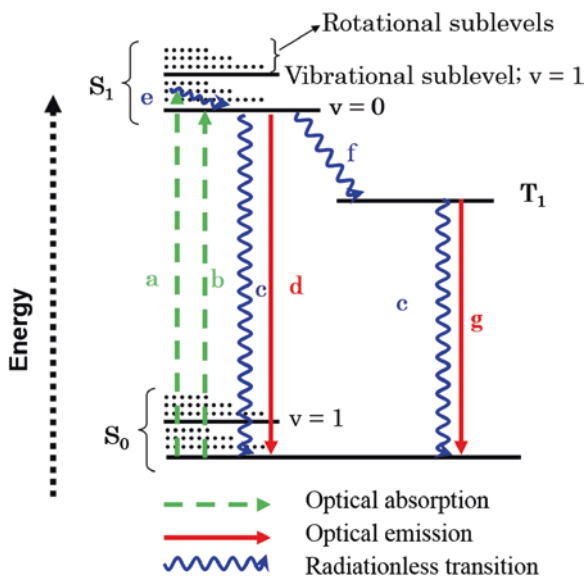 Rotational sublevels
S1
Vibrational sublevel; v = 1
e
v = 0
f
T1
a
b
c
d
c
g
Energy
S0
v = 1
Optical absorption
Optical emission
Radiationless transition